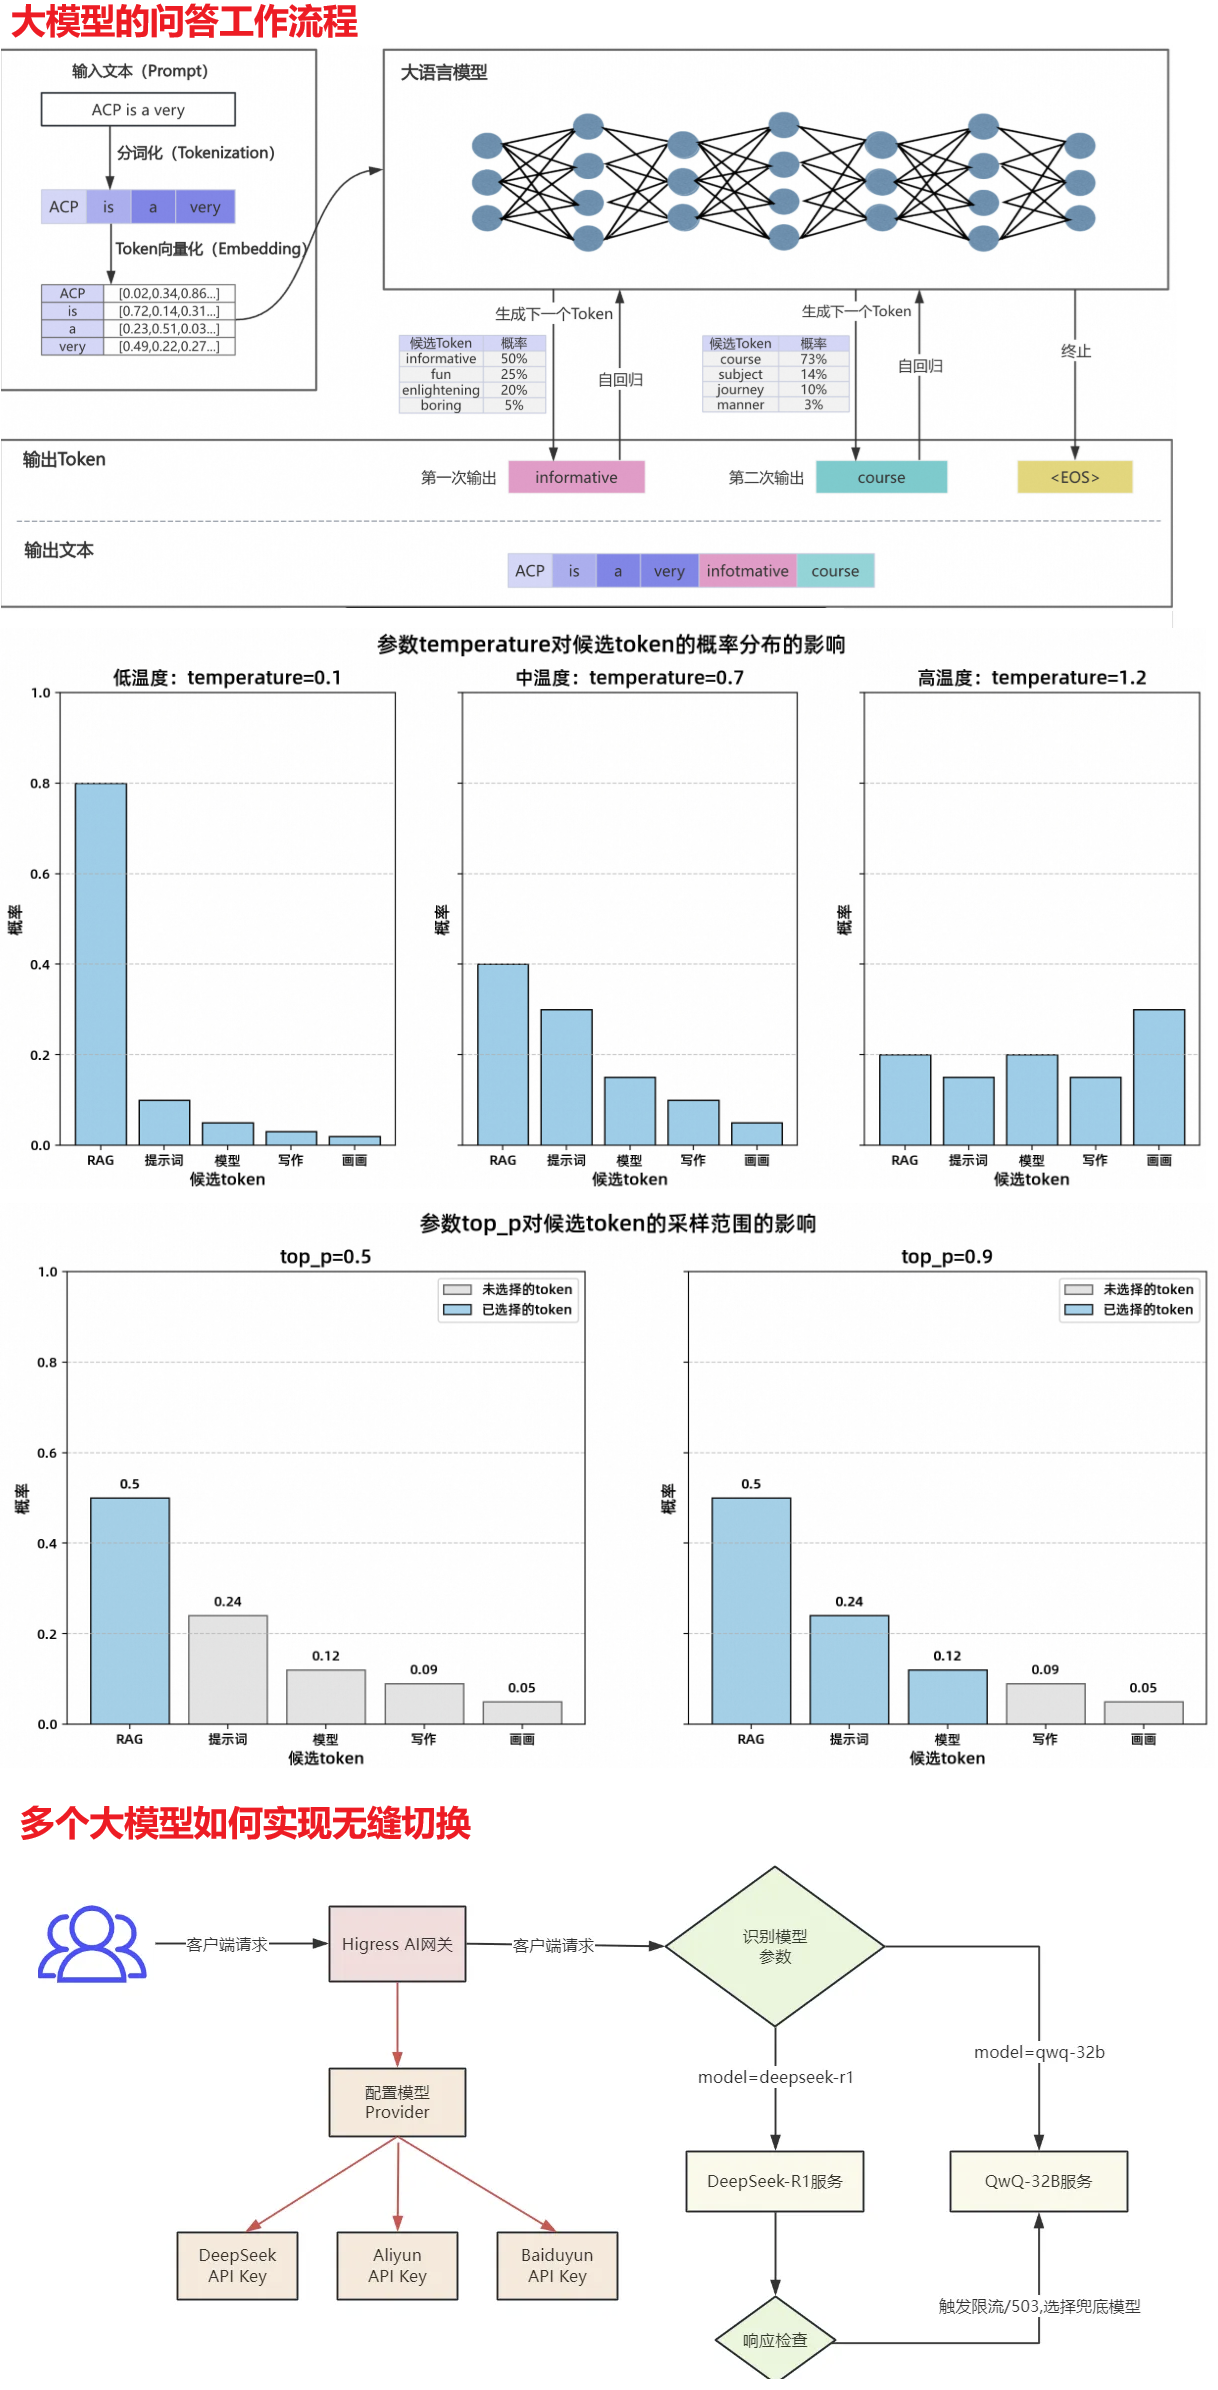 大模型的问答工作流程
输入文本（Prompt）
ACP is a very
分词化（Tokenization）
ACP is a very
Token向量化（Embedding）
ACP [0.02,0.34,0.86...]
is [0.72,0.14,0.31...]
a [0.23,0.51,0.03...]
very [0.49,0.22,0.27...]
大语言模型
生成下一个Token
候选Token 概率
informative 50%
fun 25%
enlightening 20%
boring 5%
自回归
生成下一个Token
候选Token 概率
course 73%
subject 14%
journey 10%
manner 3%
自回归
终止
输出Token
第一次输出 informative
第二次输出 course
<EOS>
输出文本
ACP is a very infotmative course
参数temperature对候选token的概率分布的影响
低温度：temperature=0.1
1.0
0.8
0.6
0.4
0.2
0.0
概率
RAG 提示词 模型 写作 画画
候选token
中温度：temperature=0.7
概率
RAG 提示词 模型 写作 画画
候选token
高温度：temperature=1.2
概率
RAG 提示词 模型 写作 画画
候选token
参数top_p对候选token的采样范围的影响
top_p=0.5
未选择的token
已选择的token
1.0
0.8
0.6
0.4
0.2
0.0
概率
0.5
0.24
0.12
0.09
0.05
RAG 提示词 模型 写作 画画
候选token
top_p=0.9
未选择的token
已选择的token
概率
0.5
0.24
0.12
0.09
0.05
RAG 提示词 模型 写作 画画
候选token
多个大模型如何实现无缝切换
客户端请求
Higress AI网关
客户端请求
识别模型
参数
model=qwq-32b
model=deepseek-r1
配置模型
Provider
DeepSeek-R1服务
QwQ-32B服务
DeepSeek
API Key
Aliyun
API Key
Baiduyun
API Key
触发限流/503,选择兜底模型
响应检查